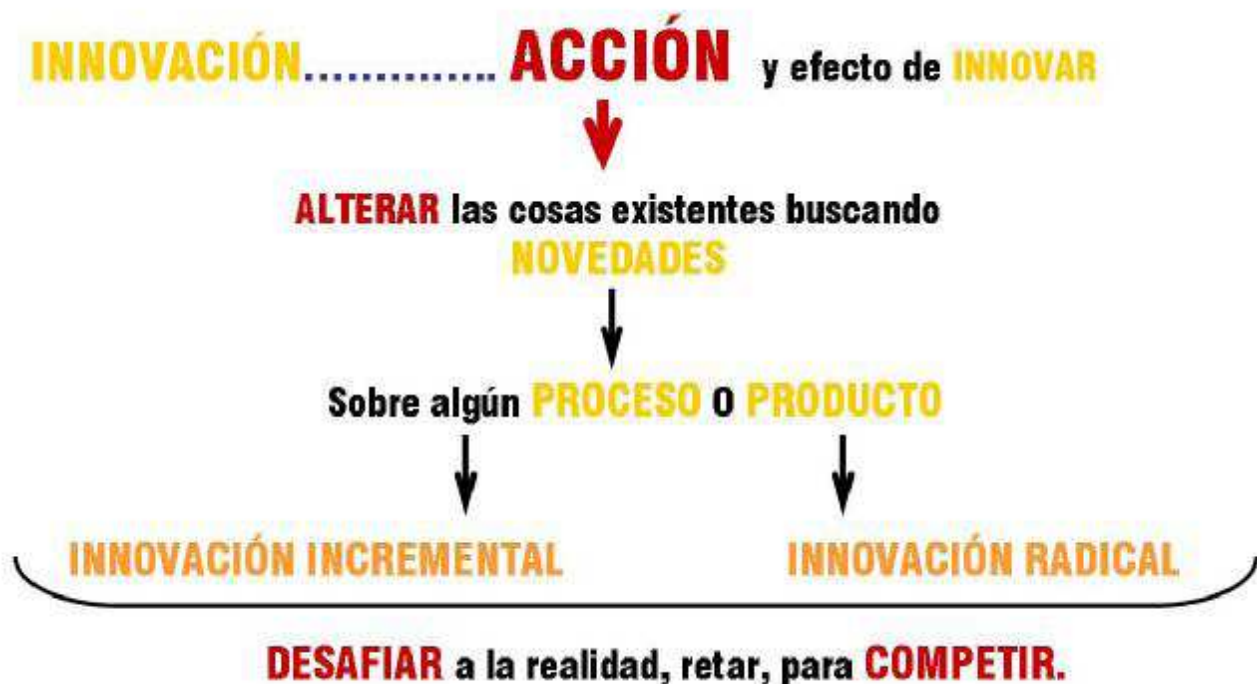 INNOVACIÓN.............. ACCIÓN y efecto de INNOVAR
ALTERAR las cosas existentes buscando
NOVEDADES
Sobre algún PROCESO O PRODUCTO
INNOVACIÓN INCREMENTAL INNOVACIÓN RADICAL
DESAFIAR a la realidad, retar, para COMPETIR.